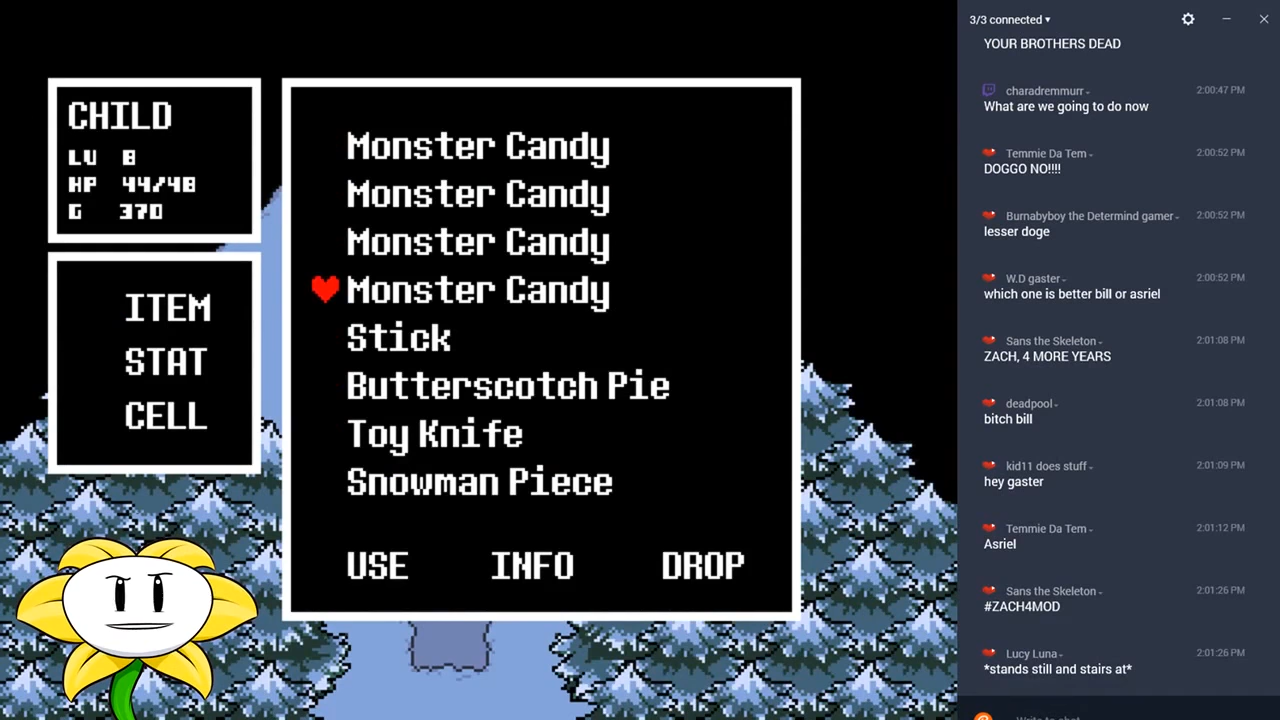 CHILD
LV 8
HP 44/48
G 370
ITEM
STAT
CELL
Monster Candy
Monster Candy
Monster Candy
Monster Candy
Stick
Butterscotch Pie
Toy Knife
Snowman Piece
USE INFO DROP
3/3 connected
YOUR BROTHERS DEAD
charadremmurr 2:00:47 PM
What are we going to do now
Temmie Da Tem 2:00:52 PM
DOGGO NO!!!!
Burnabyboy the Determind gamer 2:00:52 PM
lesser doge
W.D gaster 2:00:52 PM
which one is better bill or asriel
Sans the Skeleton 2:01:08 PM
ZACH, 4 MORE YEARS
deadpool 2:01:08 PM
bitch bill
kid11 does stuff 2:01:09 PM
hey gaster
Temmie Da Tem 2:01:12 PM
Asriel
Sans the Skeleton 2:01:26 PM
#ZACH4MOD
Lucy Luna 2:01:26 PM
*stands still and stairs at*